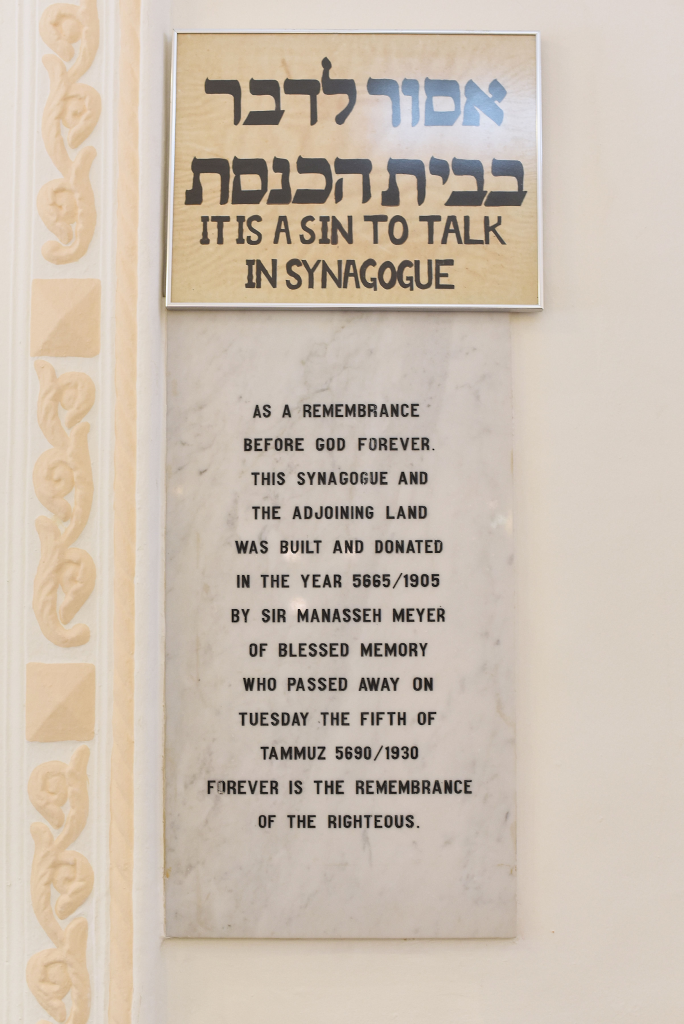 אסור לדבר
בבית הכנסת
IT IS A SIN TO TALK
IN SYNAGOGUE
AS A REMEMBRANCE
BEFORE GOD FOREVER.
THIS SYNAGOGUE AND
THE ADJOINING LAND
WAS BUILT AND DONATED
IN THE YEAR 5665/1905
BY SIR MANASSEH MEYER
OF BLESSED MEMORY
WHO PASSED AWAY ON
TUESDAY THE FIFTH OF
TAMMUZ 5690/1930
FOREVER IS THE REMEMBRANCE
OF THE RIGHTEOUS.